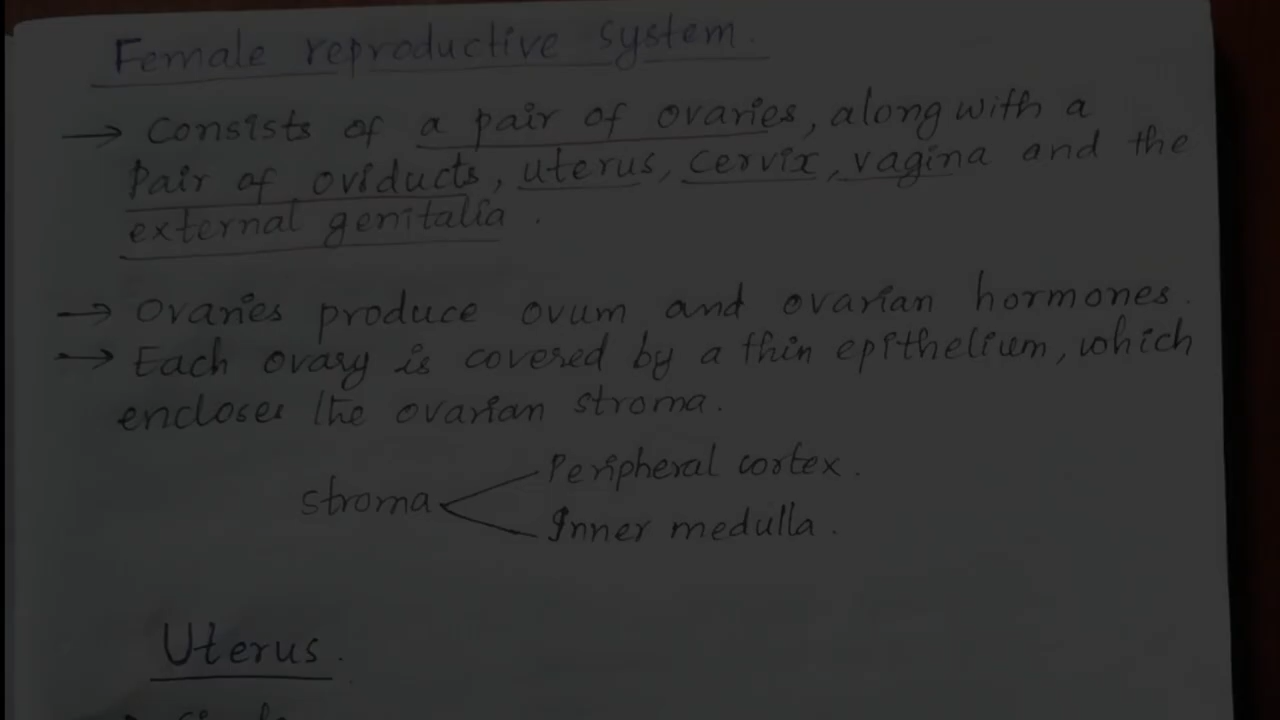 Female reproductive system.
→ Consists of a pair of ovaries, along with a
Pair of oviducts, uterus, cervix, vagina and the
external genitalia.
→ Ovaries produce ovum and ovarian hormones.
→ Each ovary is covered by a thin epithelium, which
encloses the ovarian stroma.
Peripheral cortex.
Stroma
Inner medulla.
Uterus.